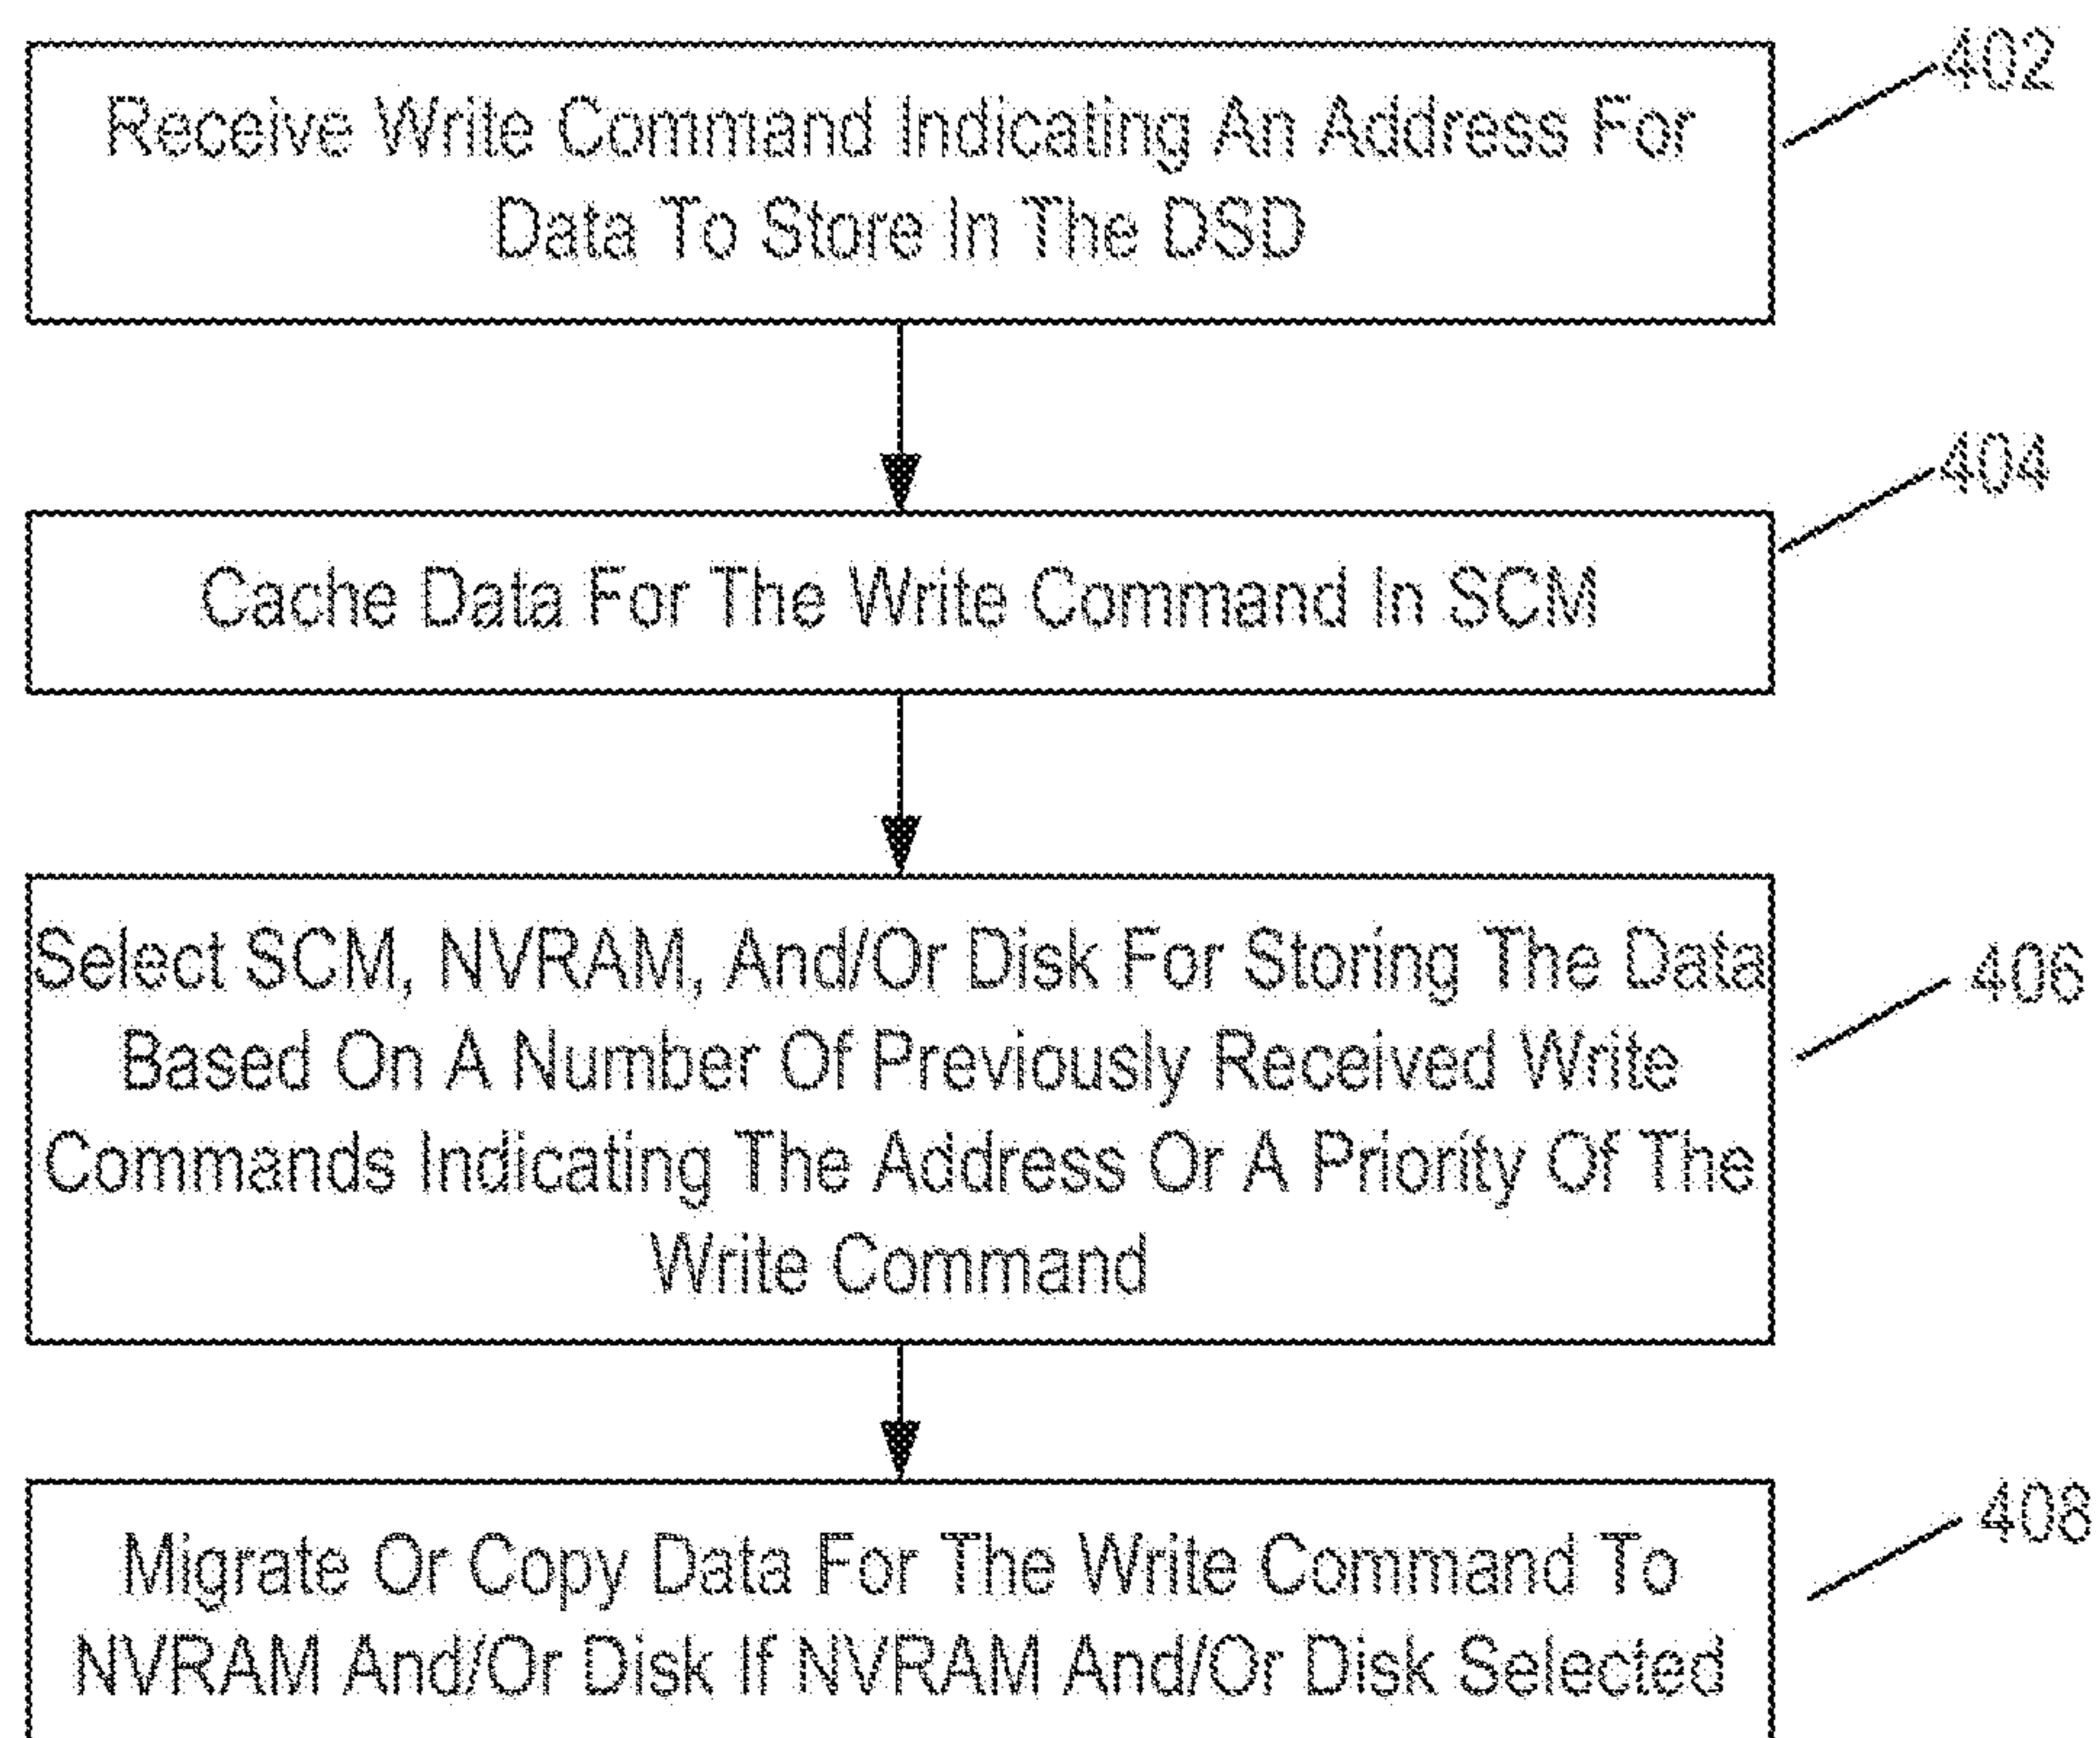 Receive Write Command Indicating An Address For
Data To Store In The DSD
402
Cache Data For The Write Command In SCM
404
Select SCM, NVRAM, And/Or Disk For Storing The Data
Based On A Number Of Previously Received Write
Commands Indicating The Address Or A Priority Of The
Write Command
406
Migrate Or Copy Data For The Write Command To
NVRAM And/Or Disk If NVRAM And/Or Disk Selected
408